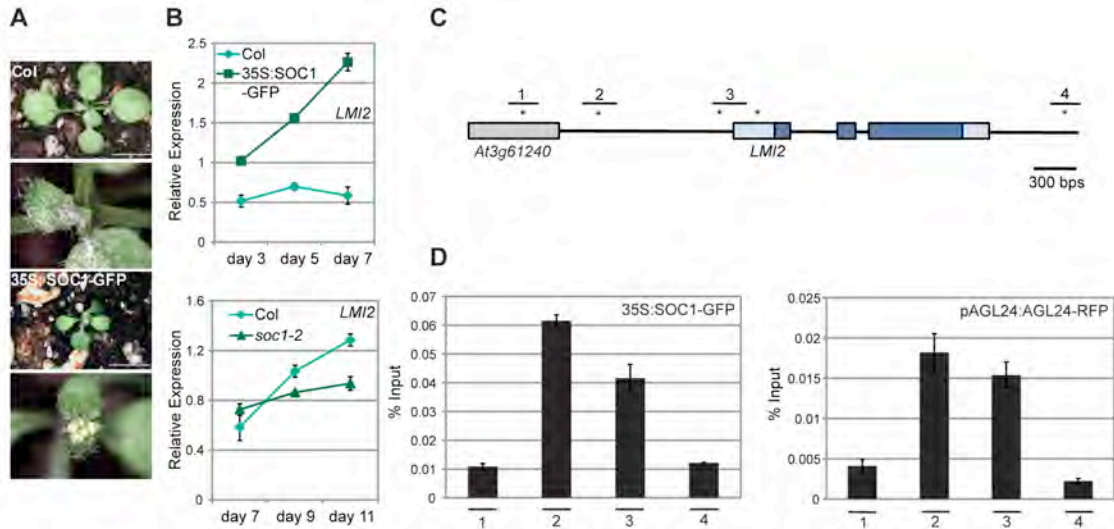 A
Col
35S:SOC1-GFP
B
2.5
2
1.5
1
0.5
0
Relative Expression
Col
35S:SOC1
-GFP
LMI2
day 3 day 5 day 7
1.6
1.2
0.8
0.4
0
Relative Expression
Col
soc1-2
LMI2
day 7 day 9 day 11
C
1 2 3 4
* * * * *
At3g61240 LMI2
300 bps
D
0.07
0.06
0.05
0.04
0.03
0.02
0.01
0
% Input
35S:SOC1-GFP
1 2 3 4
0.025
0.02
0.015
0.01
0.005
0
% Input
pAGL24:AGL24-RFP
1 2 3 4